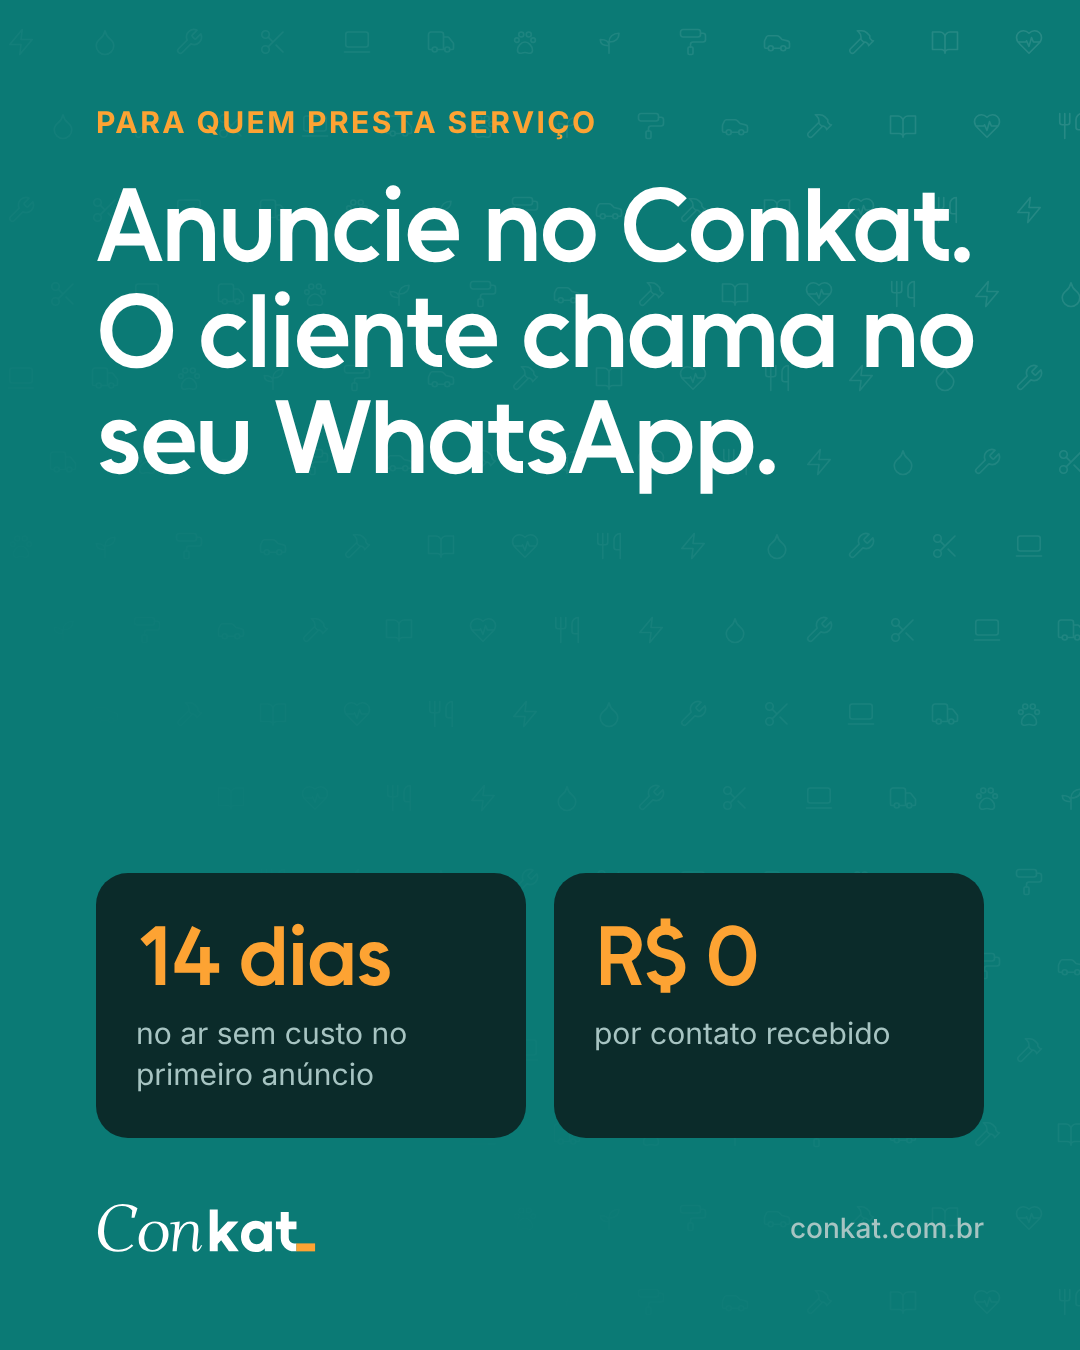 PARA QUEM PRESTA SERVIÇO
Anuncie no Conkat.
O cliente chama no
seu WhatsApp.
14 dias
no ar sem custo no
primeiro anúncio
R$ 0
por contato recebido
Conkat_
conkat.com.br